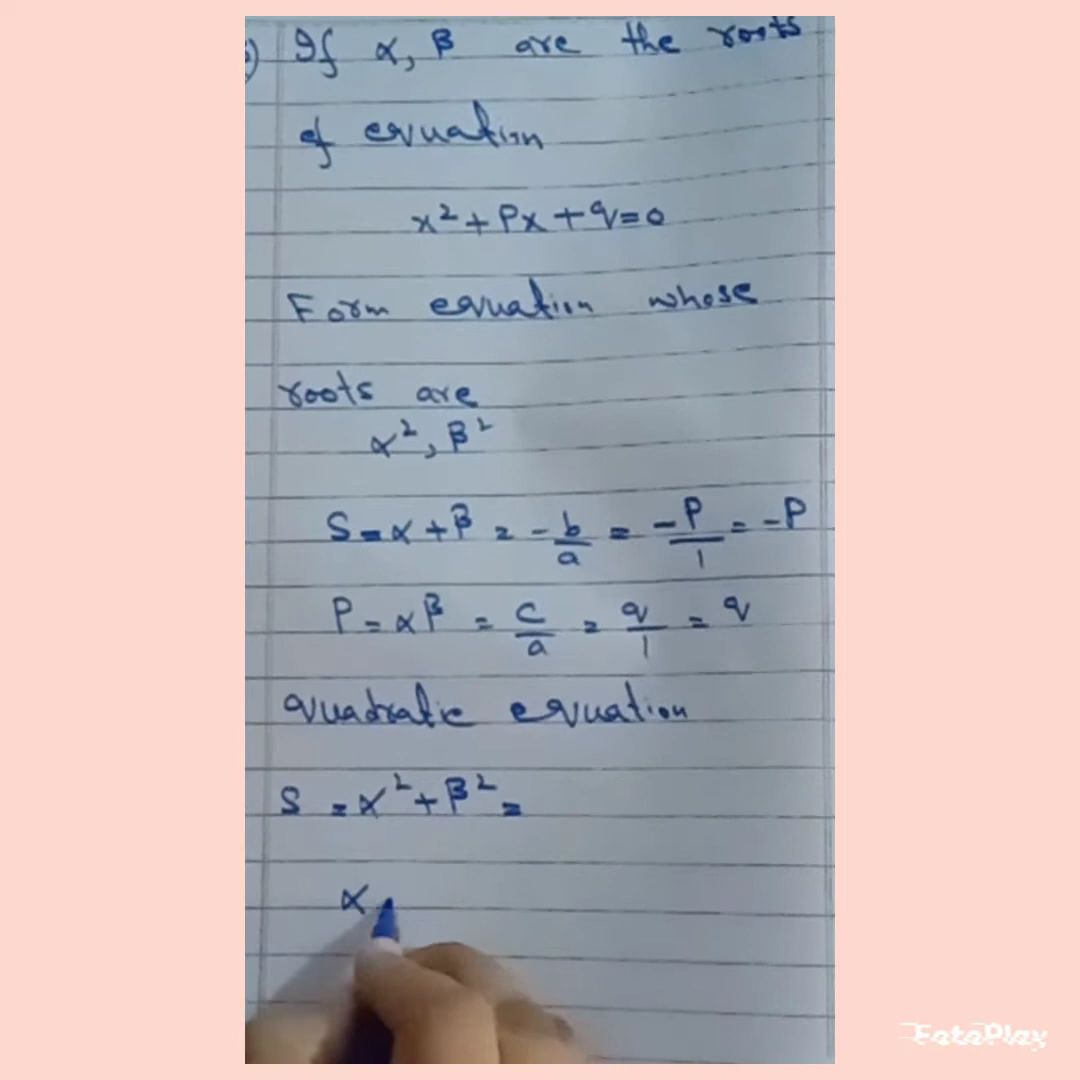 If α, β are the roots
of equation
x² + Px + q = 0
Form equation whose
roots are
α², β²
S = α + β = -b/a = -P/1 = -P
P = αβ = c/a = q/1 = q
quadratic equation
S = α² + β² =
α
FotoPlay